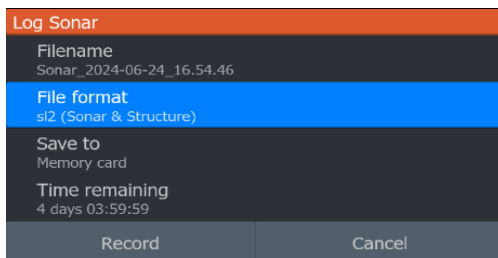 Log Sonar
Filename
Sonar_2024-06-24_16.54.46
File format
sl2 (Sonar & Structure)
Save to
Memory card
Time remaining
4 days 03:59:59
Record Cancel